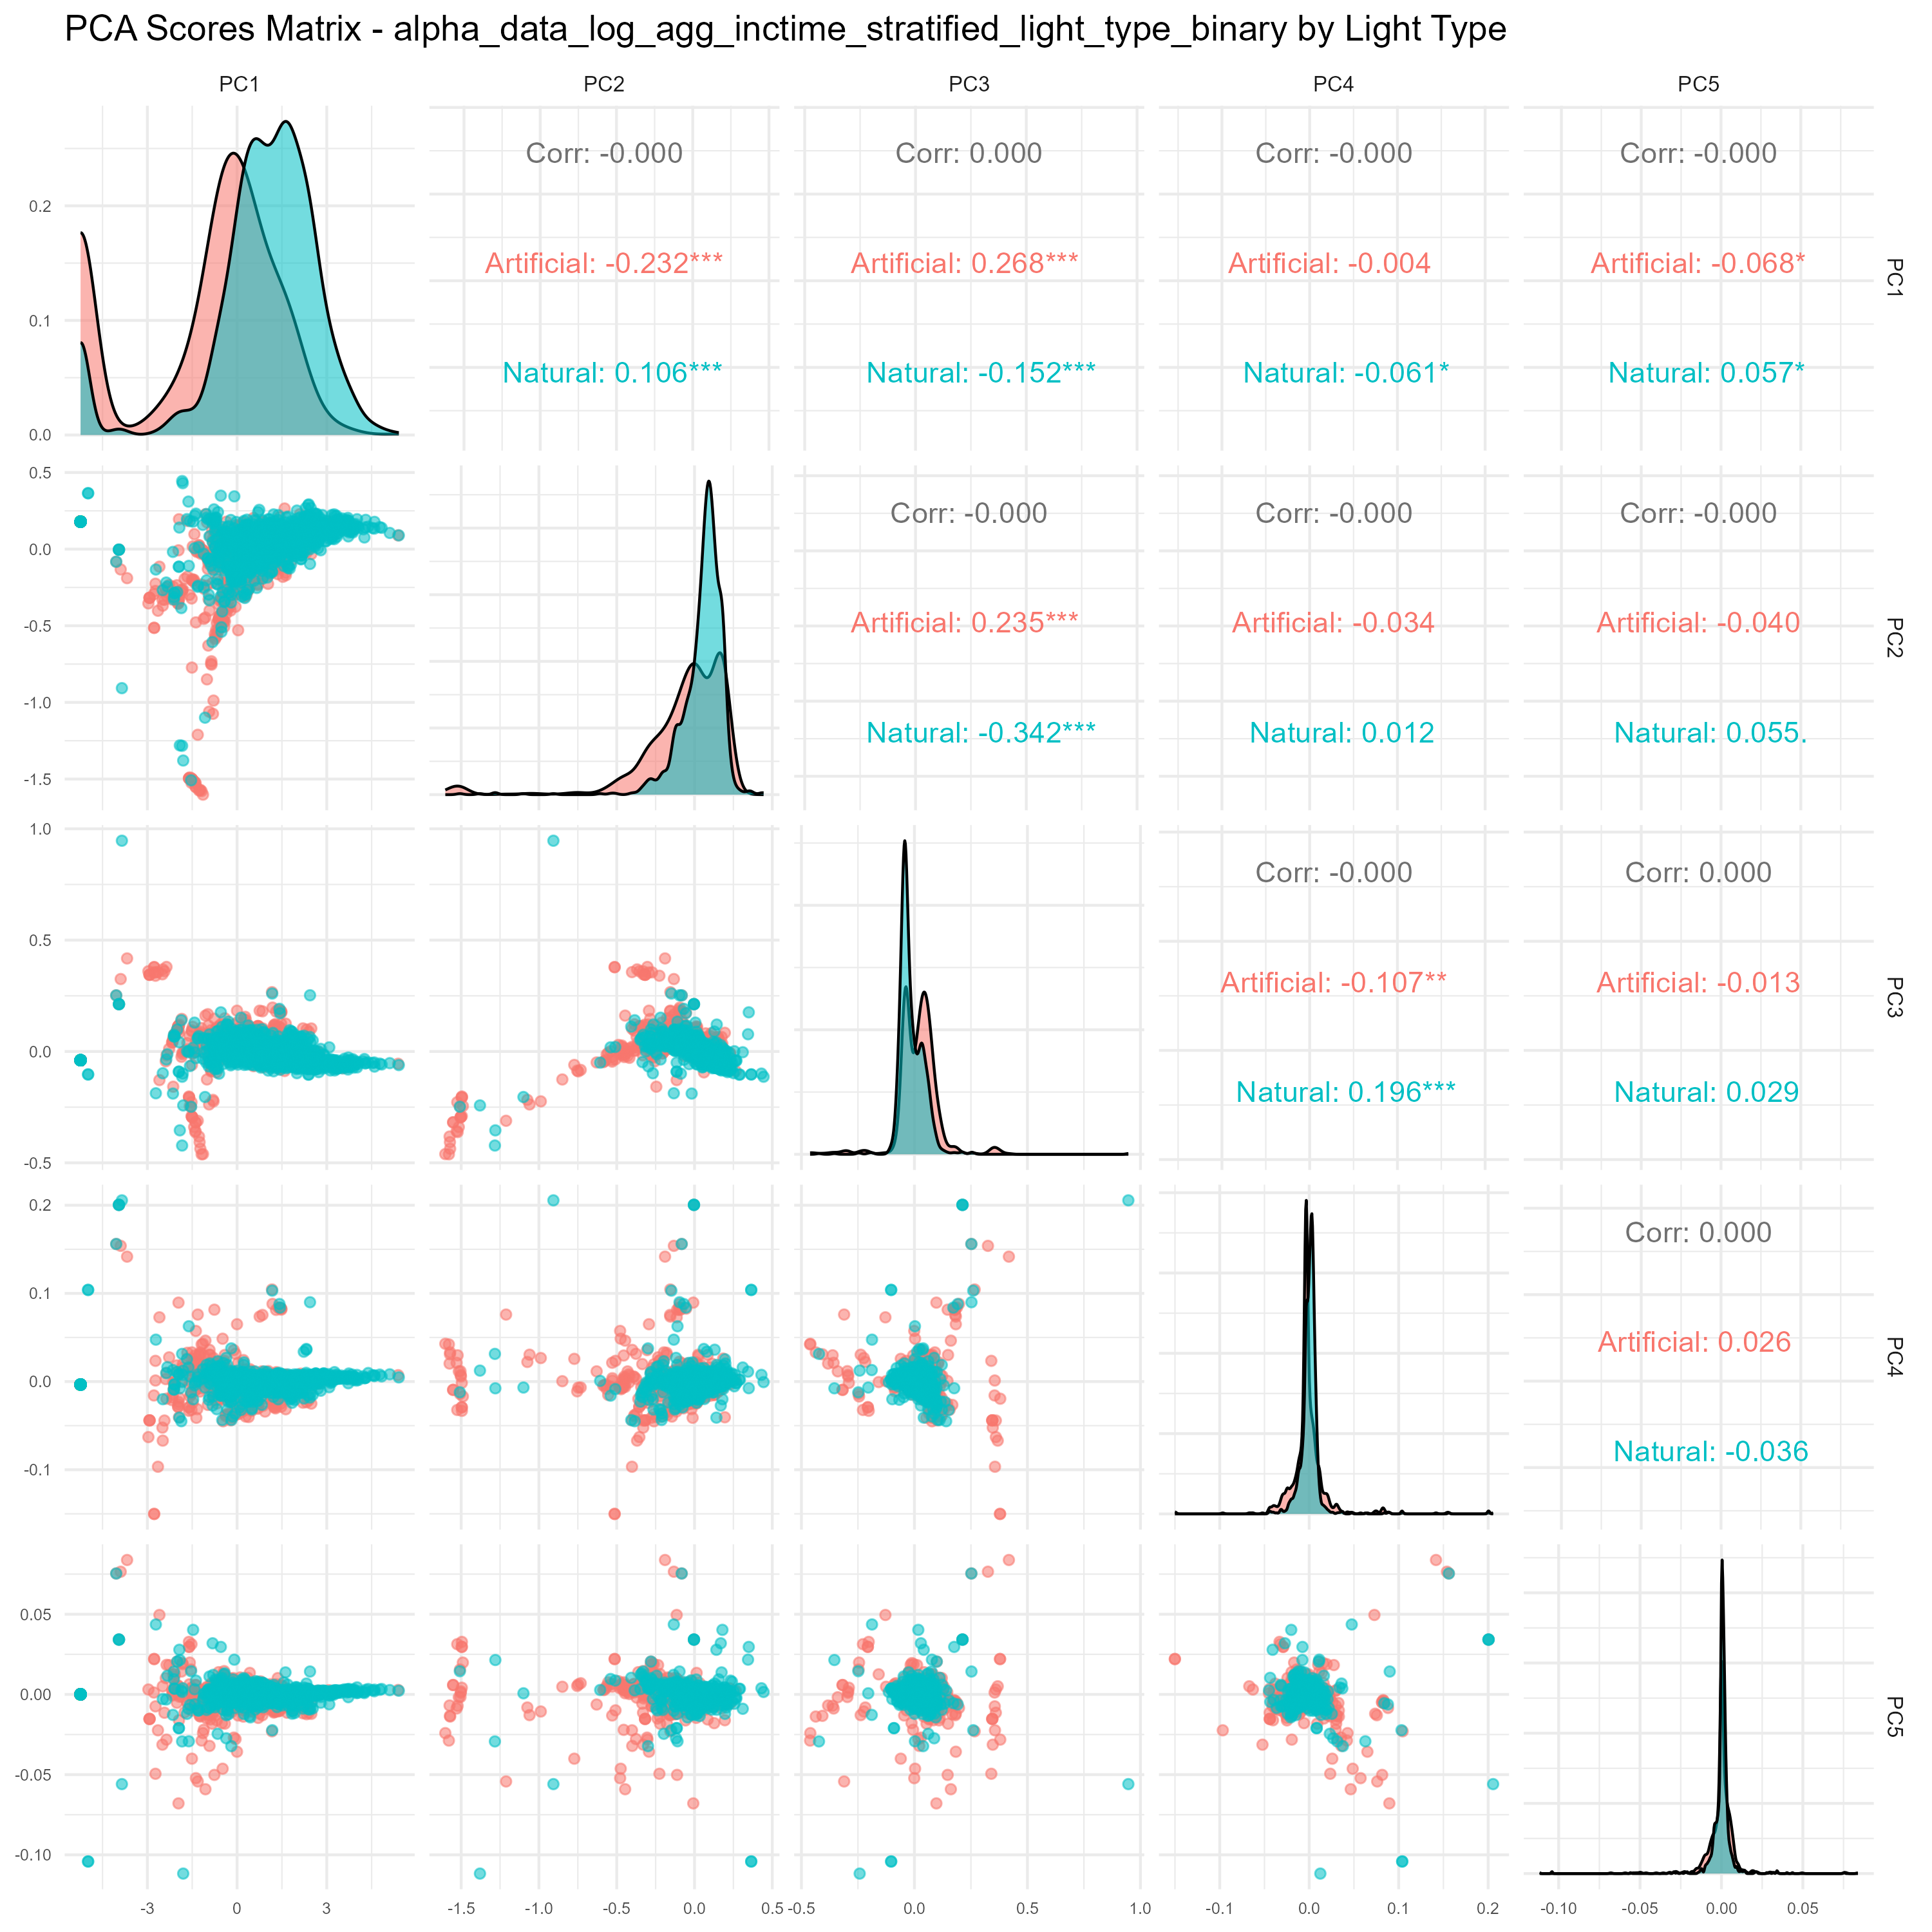 PCA Scores Matrix - alpha_data_log_agg_inctime_stratified_light_type_binary by Light Type
PC1 PC2 PC3 PC4 PC5
Corr: -0.000 Corr: 0.000 Corr: -0.000 Corr: -0.000
0.2
Artificial: -0.232*** Artificial: 0.268*** Artificial: -0.004 Artificial: -0.068*
PC1
0.1
Natural: 0.106*** Natural: -0.152*** Natural: -0.061* Natural: 0.057*
0.0
0.5
Corr: -0.000 Corr: -0.000 Corr: -0.000
0.0
Artificial: 0.235*** Artificial: -0.034 Artificial: -0.040
PC2
-0.5
-1.0
Natural: -0.342*** Natural: 0.012 Natural: 0.055.
-1.5
1.0
Corr: -0.000 Corr: 0.000
0.5
Artificial: -0.107** Artificial: -0.013
PC3
0.0
Natural: 0.196*** Natural: 0.029
-0.5
0.2
Corr: 0.000
0.1
Artificial: 0.026
PC4
0.0
Natural: -0.036
-0.1
0.05
0.00
PC5
-0.05
-0.10
-3 0 3 -1.5 -1.0 -0.5 0.0 0.5 -0.5 0.0 0.5 1.0 -0.1 0.0 0.1 0.2 -0.10 -0.05 0.00 0.05